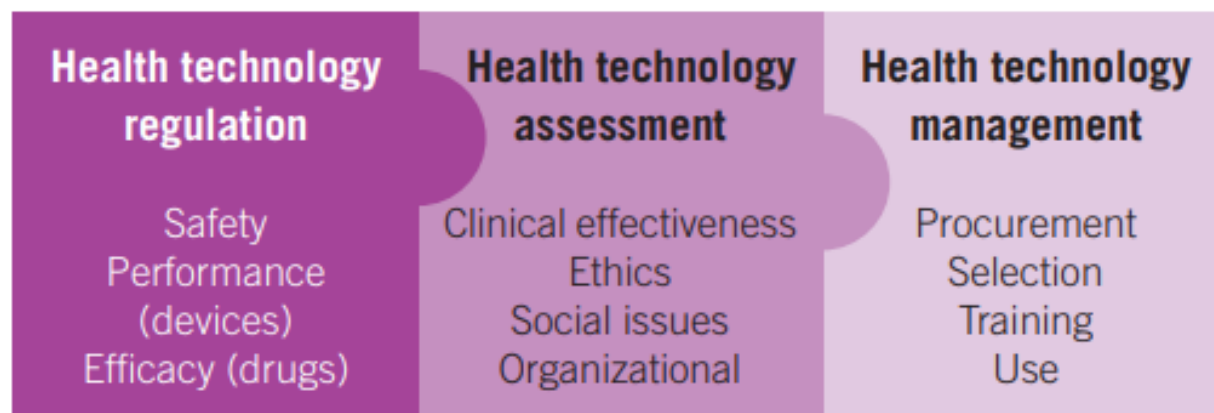 Health technology
regulation
Safety
Performance
(devices)
Efficacy (drugs)
Health technology
assessment
Clinical effectiveness
Ethics
Social issues
Organizational
Health technology
management
Procurement
Selection
Training
Use